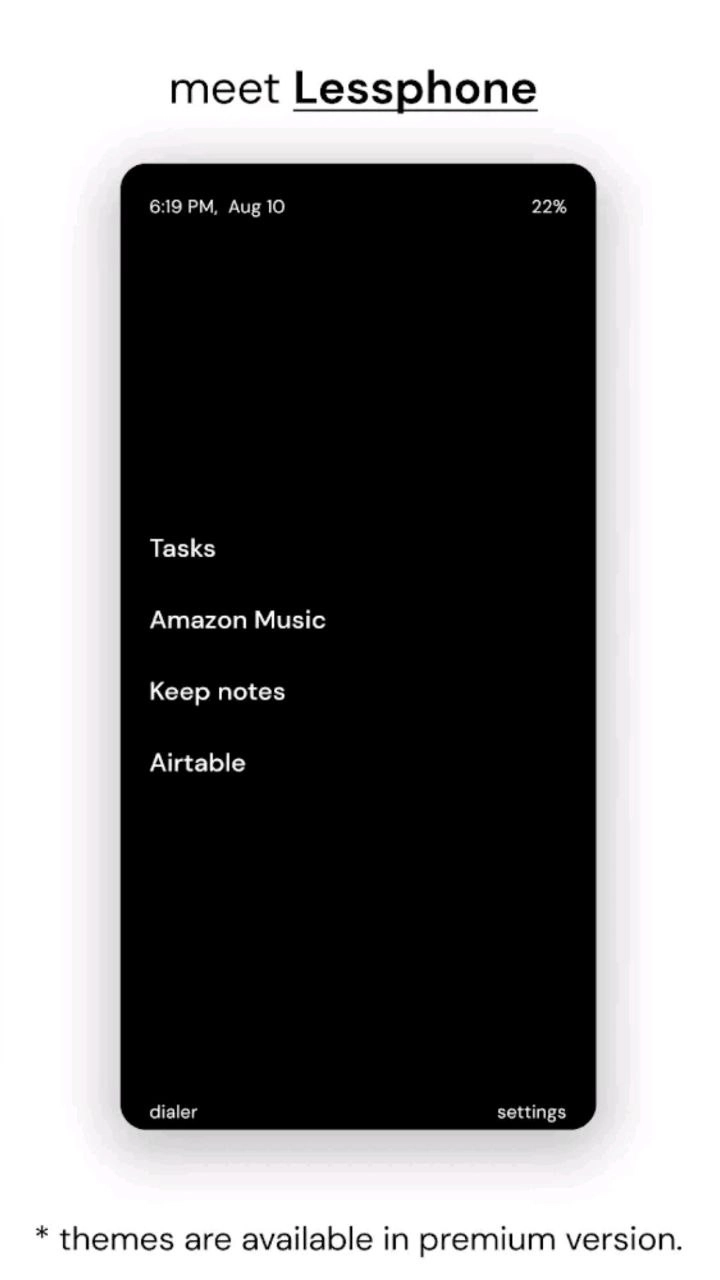 meet Lessphone
6:19 PM, Aug 10 22%
Tasks
Amazon Music
Keep notes
Airtable
dialer settings
* themes are available in premium version.